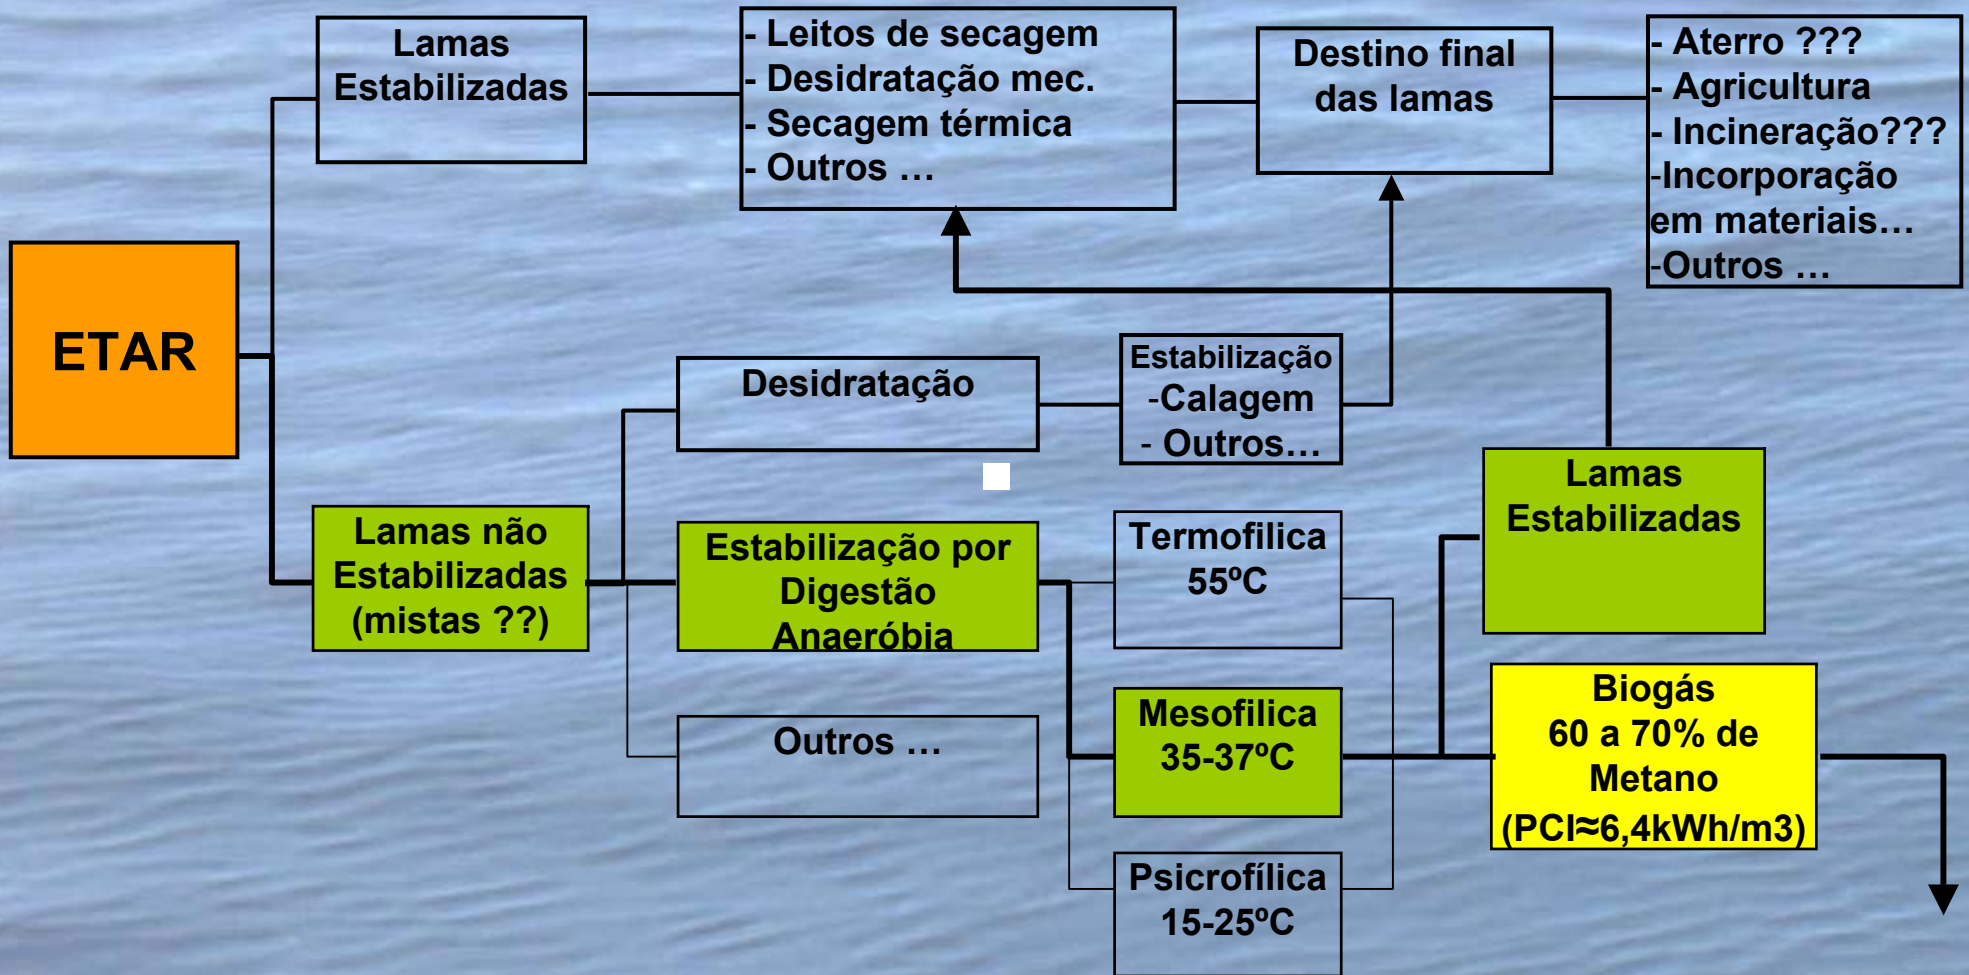 Lamas
Estabilizadas
- Leitos de secagem
- Desidratação mec.
- Secagem térmica
- Outros …
Destino final
das lamas
- Aterro ???
- Agricultura
- Incineração???
-Incorporação
em materiais…
-Outros …
ETAR
Desidratação
Estabilização
-Calagem
- Outros…
Lamas não
Estabilizadas
(mistas ??)
Estabilização por
Digestão
Anaeróbia
Outros …
Termofilica
55ºC
Mesofilica
35-37ºC
Psicrofílica
15-25ºC
Lamas
Estabilizadas
Biogás
60 a 70% de
Metano
(PCI≈6,4kWh/m3)